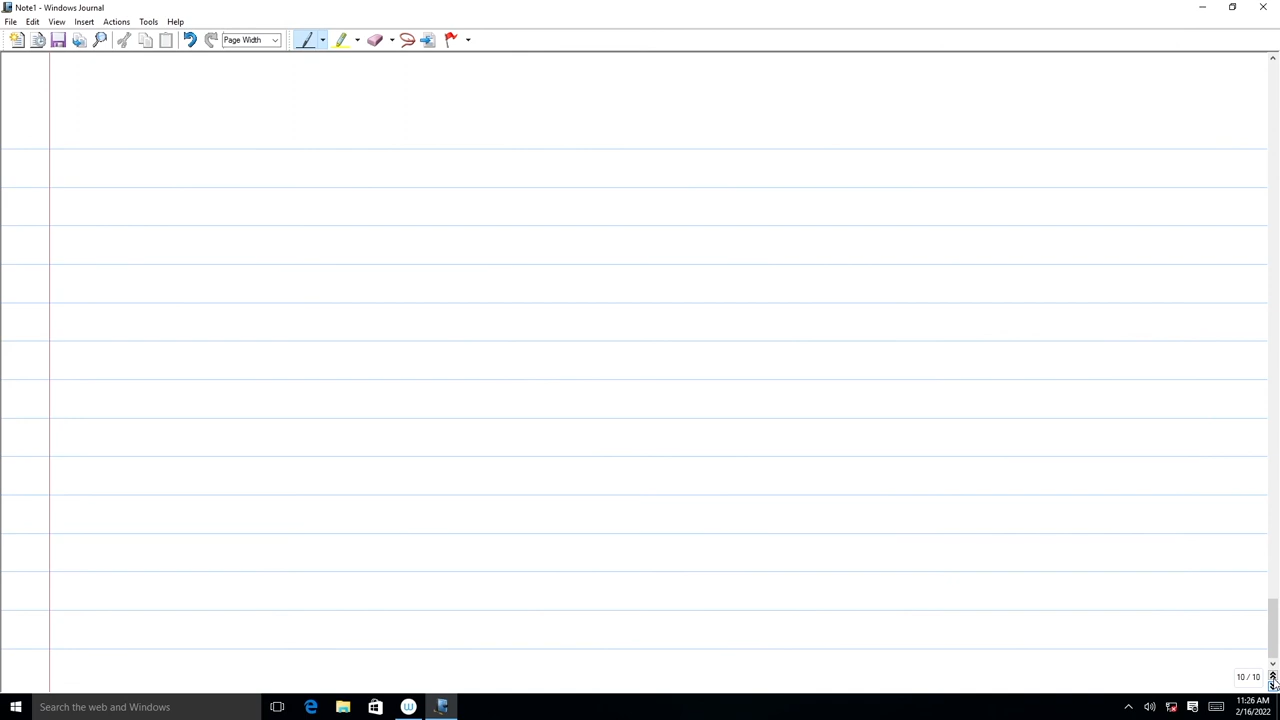 Note1 - Windows Journal
File Edit View Insert Actions Tools Help
Page Width
10 / 10
Search the web and Windows
11:26 AM
2/16/2022